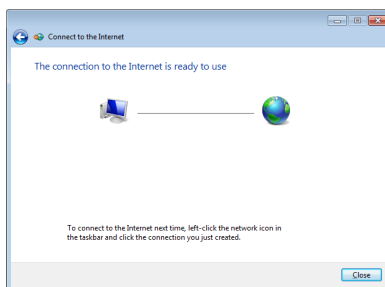 Connect to the Internet
The connection to the Internet is ready to use
To connect to the Internet next time, left-click the network icon in
the taskbar and click the connection you just created.
Close